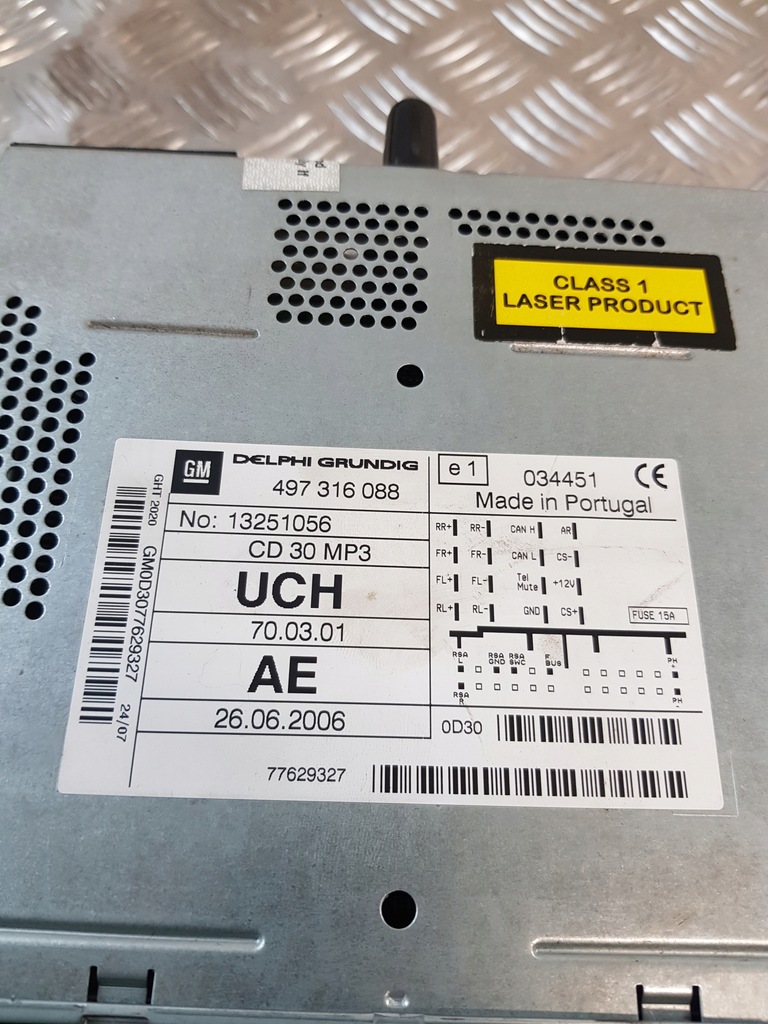 CLASS 1
LASER PRODUCT
GM DELPHI GRUNDIG
497 316 088
e1 034451 CE
Made in Portugal
No: 13251056
CD 30 MP3
UCH
70.03.01
AE
26.06.2006
77629327
RR+ RR- CAN H AR
FR+ FR- CAN L CS-
FL+ FL- Tel Mute +12V
RL+ RL- GND CS+
FUSE 15A
RSA L RSA GND RSA SWC F BUS PH +
RSA R PH -
0D30
GHT 2020
GM0D3077629327
24/07